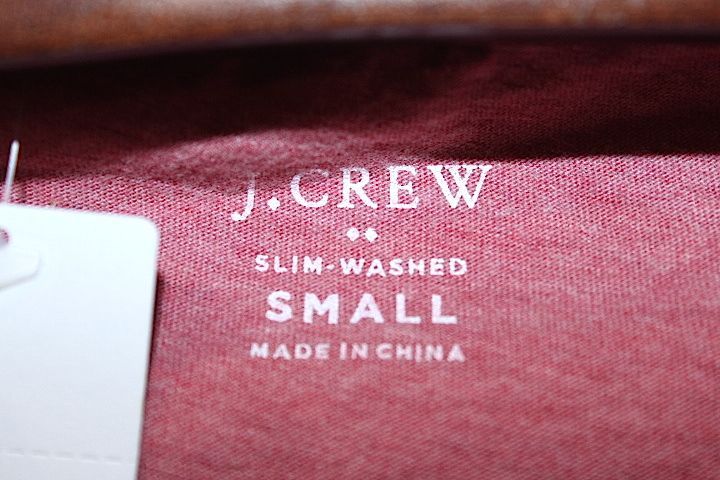 J.CREW
SLIM-WASHED
SMALL
MADE IN CHINA